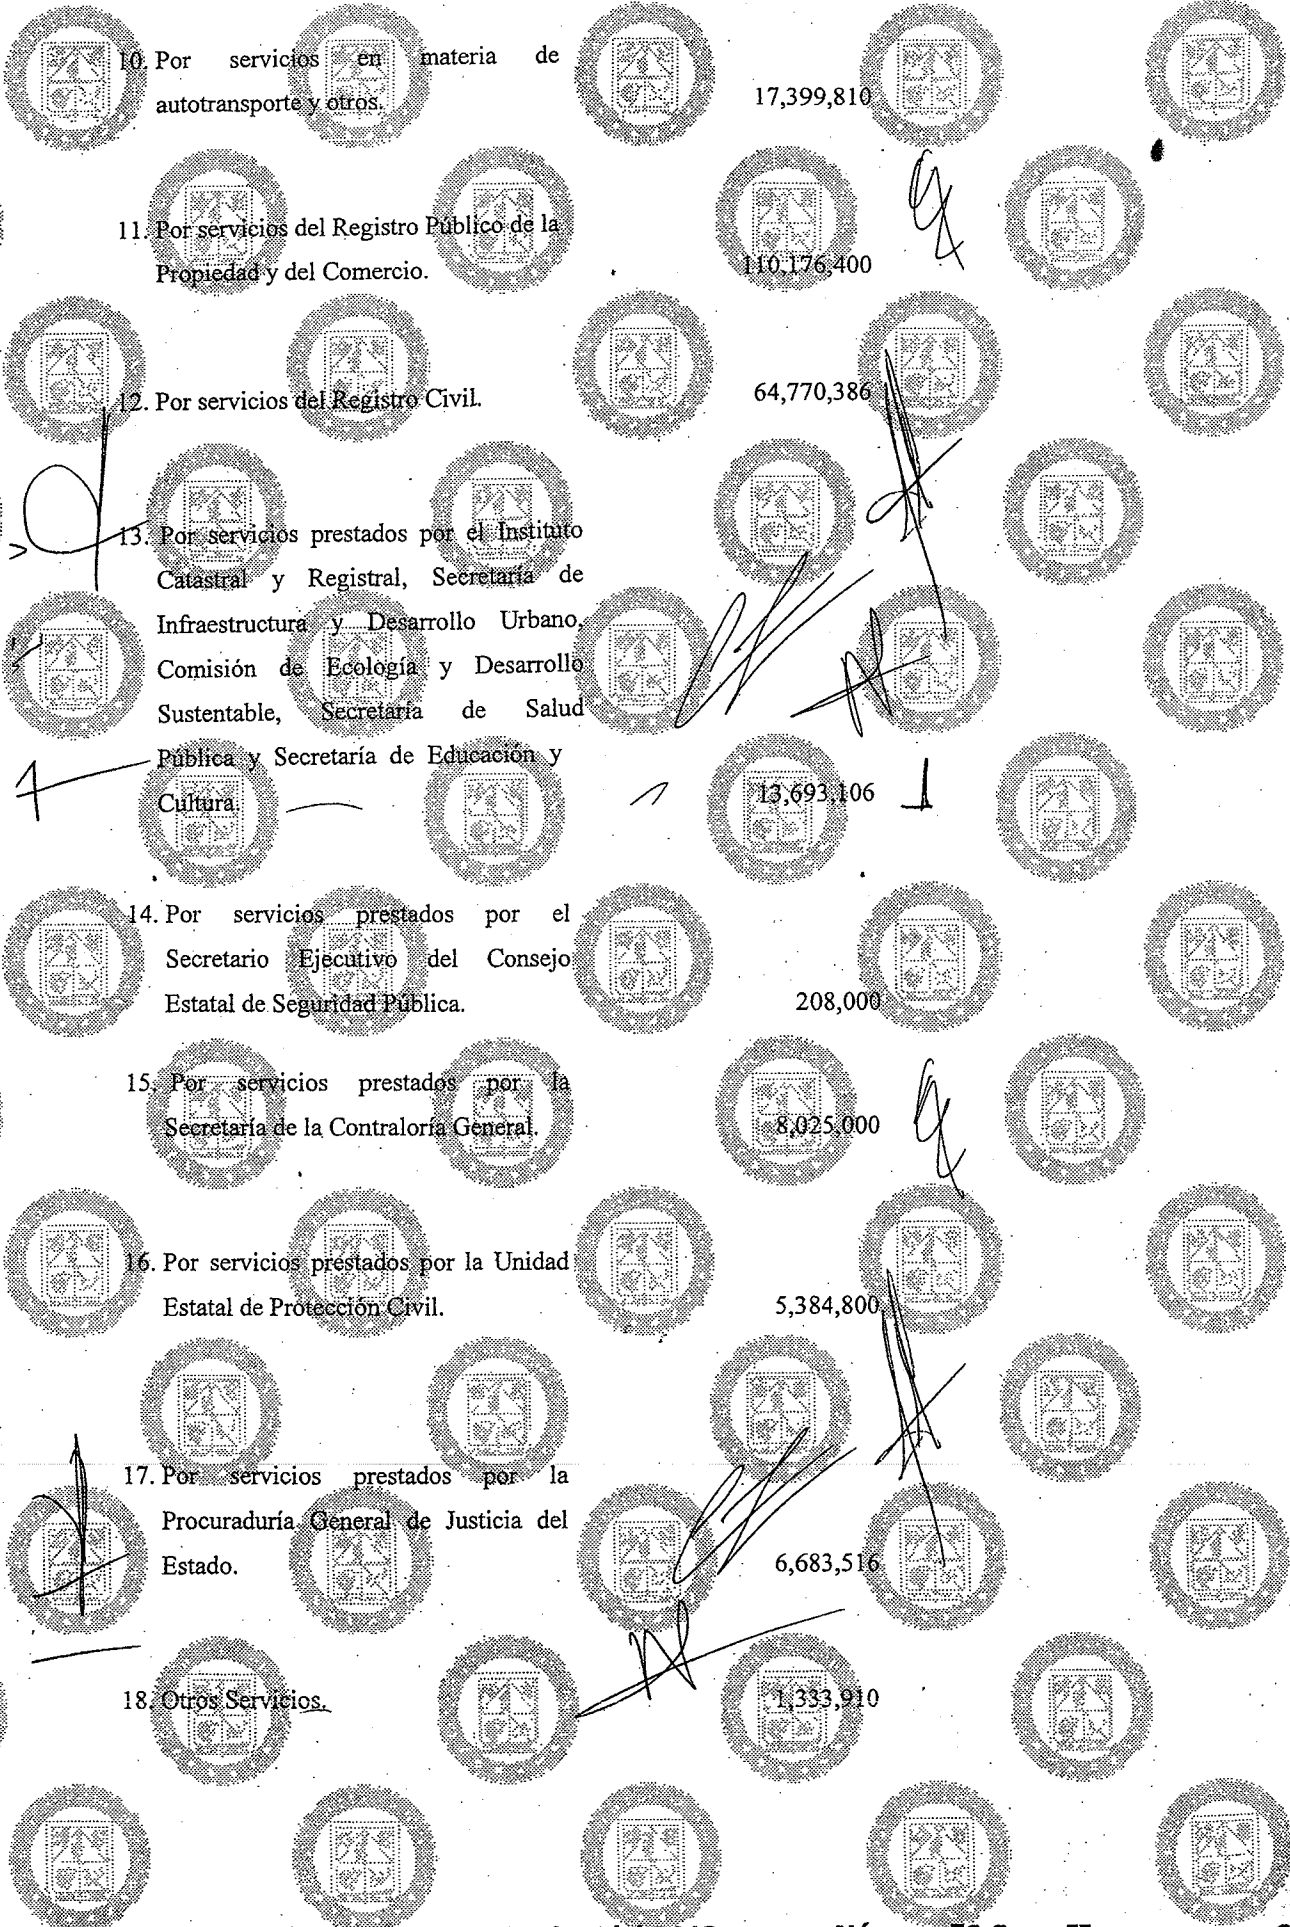 10. Por servicios en materia de
autotransporte y otros. 17,399,810
11. Por servicios del Registro Público de la
Propiedad y del Comercio. 110,176,400
12. Por servicios del Registro Civil. 64,770,386
13. Por servicios prestados por el Instituto
Catastral y Registral, Secretaría de
Infraestructura y Desarrollo Urbano,
Comisión de Ecología y Desarrollo
Sustentable, Secretaría de Salud
Pública y Secretaría de Educación y
Cultura. 13,693,106
14. Por servicios prestados por el
Secretario Ejecutivo del Consejo
Estatal de Seguridad Pública. 208,000
15. Por servicios prestados por la
Secretaría de la Contraloría General. 8,025,000
16. Por servicios prestados por la Unidad
Estatal de Protección Civil. 5,384,800
17. Por servicios prestados por la
Procuraduría General de Justicia del
Estado. 6,683,516
18. Otros Servicios. 1,333,910